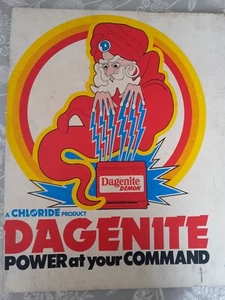 D
Dagenite
DEMON
A CHLORIDE PRODUCT
DAGENITE
POWER at your COMMAND